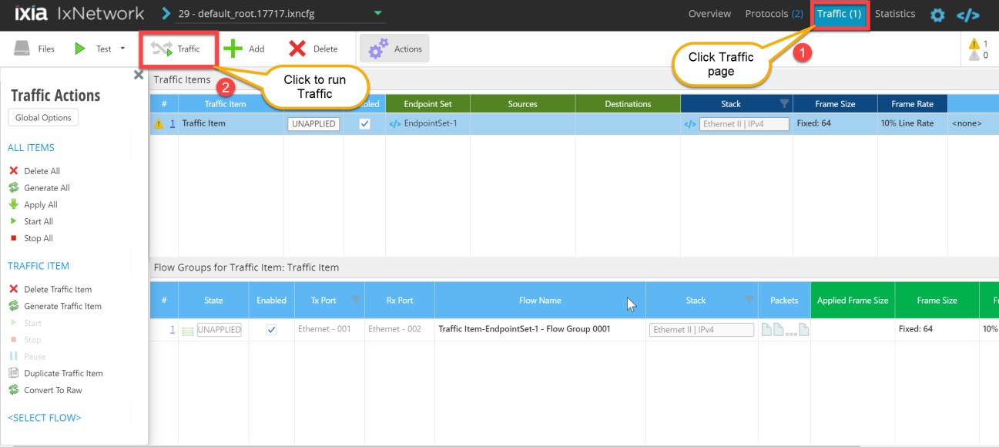 ixia IxNetwork 29 - default_root.17717.ixncfg Overview Protocols (2) Traffic (1) Statistics </>
Files Test Traffic Add Delete Actions 1
0
1
Click Traffic
page
2
Click to run
Traffic
Traffic Actions
Global Options
ALL ITEMS
Delete All
Generate All
Apply All
Start All
Stop All
TRAFFIC ITEM
Delete Traffic Item
Generate Traffic Item
Start
Stop
Pause
Duplicate Traffic Item
Convert To Raw
<SELECT FLOW>
Traffic Items
# Traffic Item bled Endpoint Set Sources Destinations Stack Frame Size Frame Rate
1 Traffic Item UNAPPLIED </> EndpointSet-1 </> Ethernet II | IPv4 Fixed: 64 10% Line Rate <none>
Flow Groups for Traffic Item: Traffic Item
# State Enabled Tx Port Rx Port Flow Name Stack Packets Applied Frame Size Frame Size
1 UNAPPLIED Ethernet - 001 Ethernet - 002 Traffic Item-EndpointSet-1 - Flow Group 0001 Ethernet II | IPv4 Fixed: 64 10%